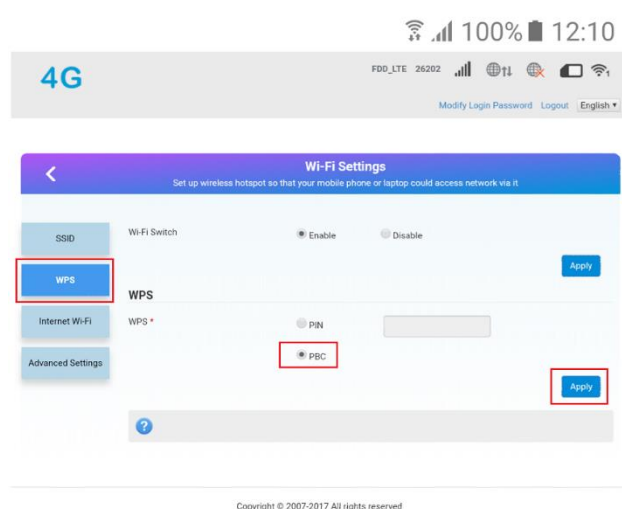 100% 12:10
4G
FDD_LTE 26202
1
Modify Login Password Logout English
Wi-Fi Settings
Set up wireless hotspot so that your mobile phone or laptop could access network via it
SSID
WPS
Internet Wi-Fi
Advanced Settings
Wi-Fi Switch Enable Disable
Apply
WPS
WPS * PIN
PBC
Apply
?
Copyright © 2007-2017 All rights reserved